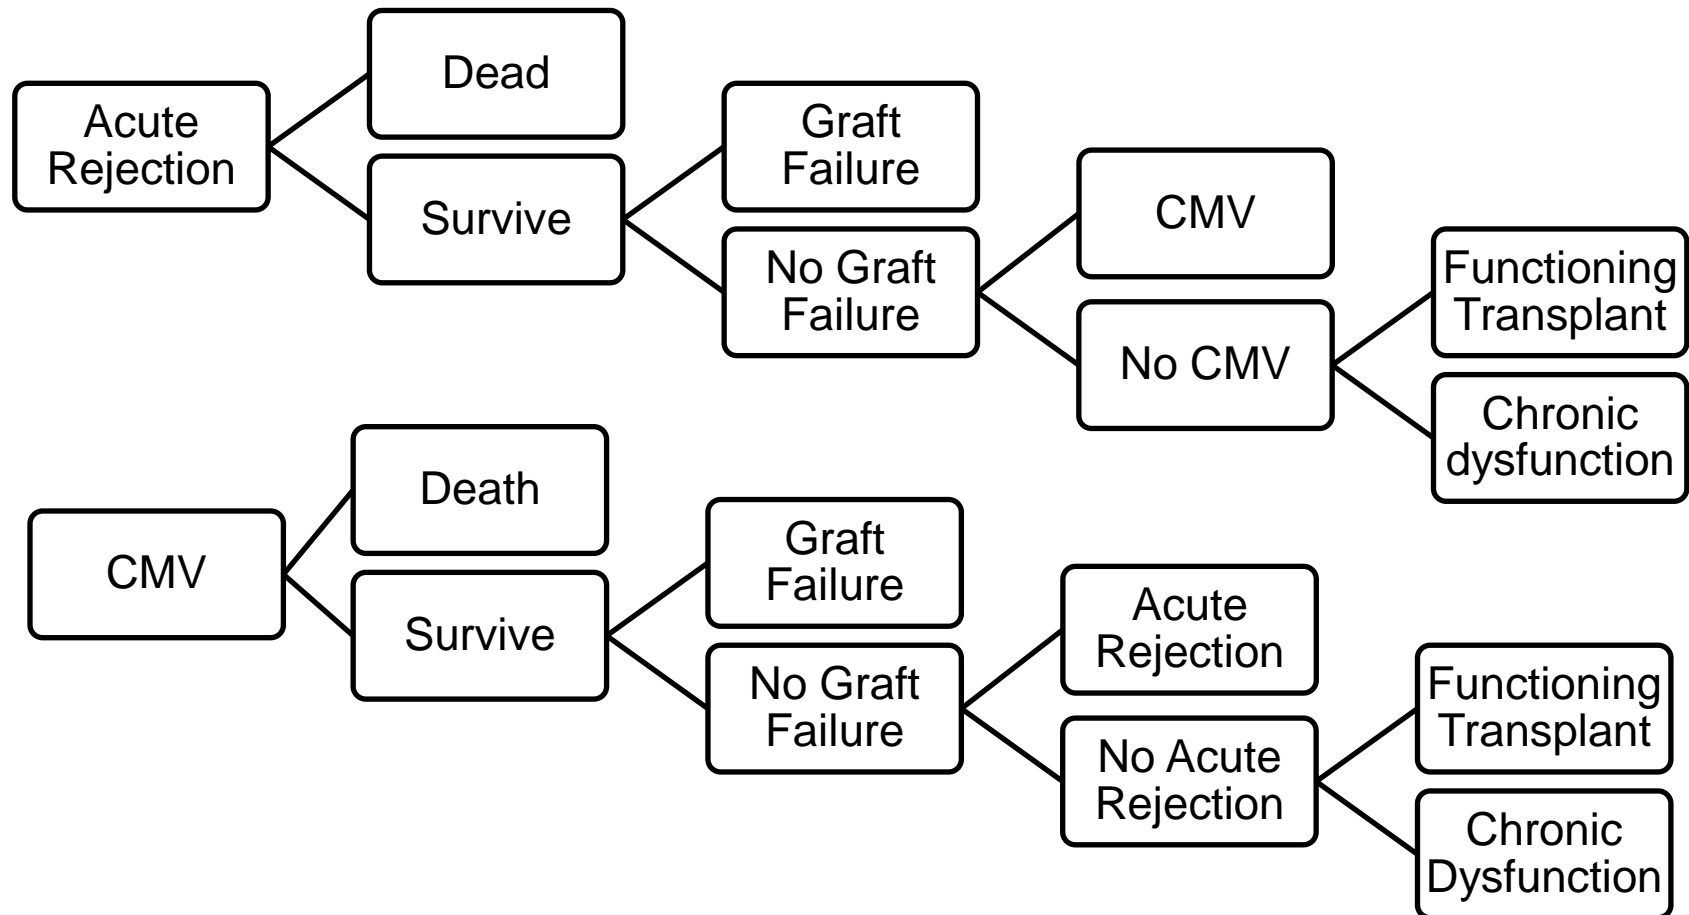 Acute
Rejection
Dead
Survive
Graft
Failure
No Graft
Failure
CMV
No CMV
Functioning
Transplant
Chronic
dysfunction
CMV
Death
Survive
Graft
Failure
No Graft
Failure
Acute
Rejection
No Acute
Rejection
Functioning
Transplant
Chronic
Dysfunction